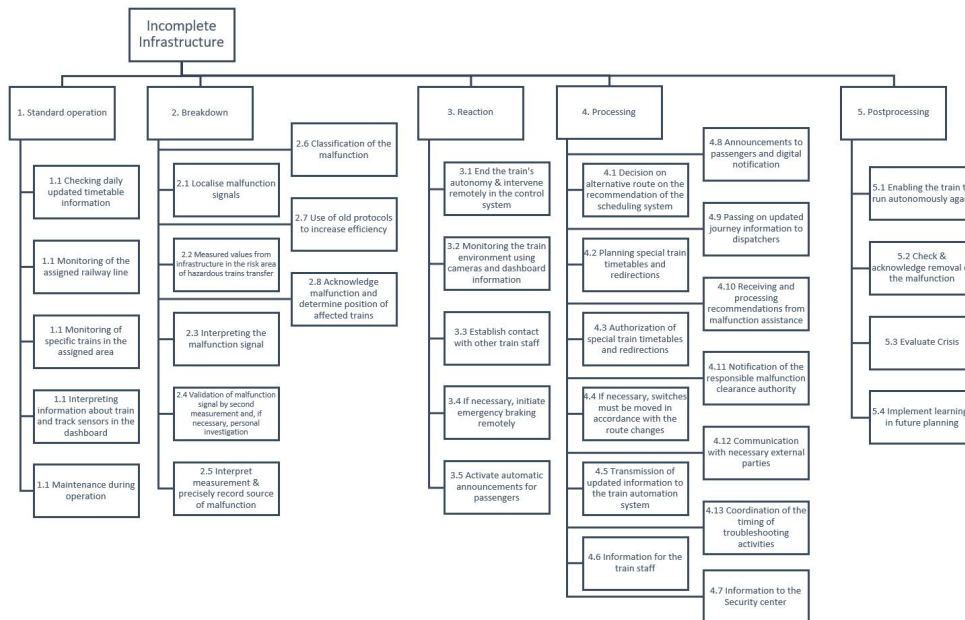 Incomplete
Infrastructure
1. Standard operation
2. Breakdown
3. Reaction
4. Processing
5. Postprocessing
1.1 Checking daily
updated timetable
information
1.1 Monitoring of the
assigned railway line
1.1 Monitoring of
specific trains in the
assigned area
1.1 Interpreting
information about train
and track sensors in the
dashboard
1.1 Maintenance during
operation
2.6 Classification of the
malfunction
2.1 Localise malfunction
signals
2.7 Use of old protocols
to increase efficiency
2.2 Measured values from
infrastructure in the risk area
of hazardous trains transfer
2.8 Acknowledge
malfunction and
determine position of
affected trains
2.3 Interpreting the
malfunction signal
2.4 Validation of malfunction
signal by second
measurement and, if
necessary, personal
investigation
2.5 Interpret
measurement &
precisely record source
of malfunction
3.1 End the train's
autonomy & intervene
remotely in the control
system
3.2 Monitoring the train
environment using
cameras and dashboard
information
3.3 Establish contact
with other train staff
3.4 If necessary, initiate
emergency braking
remotely
3.5 Activate automatic
announcements for
passengers
4.8 Announcements to
passengers and digital
notification
4.1 Decision on
alternative route on the
recommendation of the
scheduling system
4.9 Passing on updated
journey information to
dispatchers
4.2 Planning special train
timetables and
redirections
4.10 Receiving and
processing
recommendations from
malfunction assistance
4.3 Authorization of
special train timetables
and redirections
4.11 Notification of the
responsible malfunction
clearance authority
4.4 If necessary, switches
must be moved in
accordance with the
route changes
4.12 Communication
with necessary external
parties
4.5 Transmission of
updated information to
the train automation
system
4.13 Coordination of the
timing of
troubleshooting
activities
4.6 Information for the
train staff
4.7 Information to the
Security center
5.1 Enabling the train t
run autonomously again
5.2 Check &
acknowledge removal o
the malfunction
5.3 Evaluate Crisis
5.4 Implement learning
in future planning